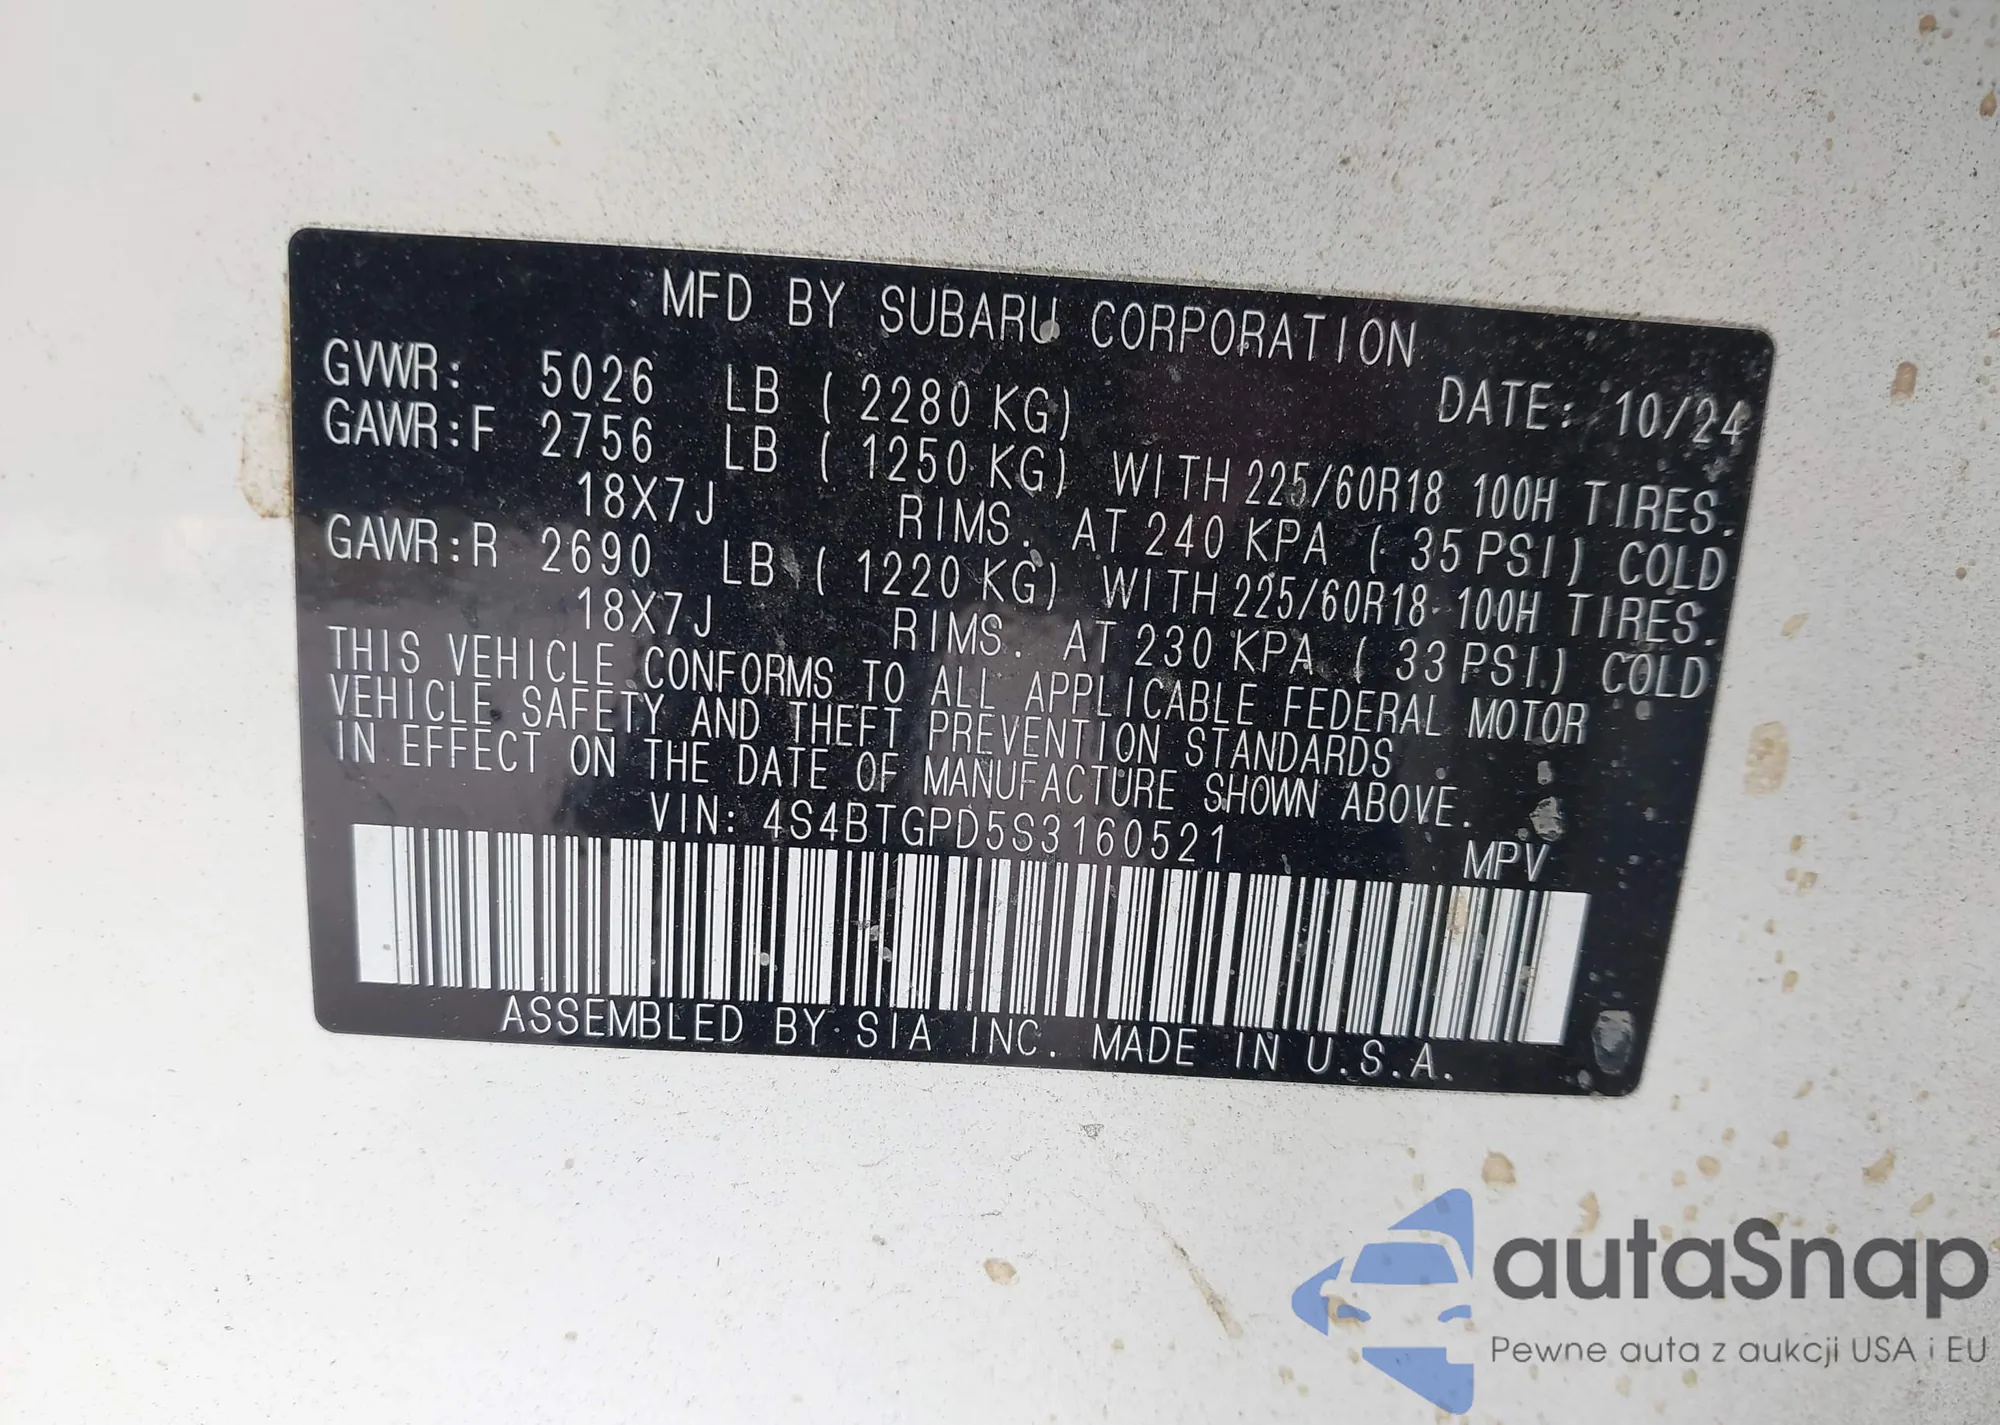 MFD BY SUBARU CORPORATION
GVWR: 5026 LB ( 2280 KG) DATE: 10/24
GAWR:F 2756 LB ( 1250 KG) WITH 225/60R18 100H TIRES.
18X7J RIMS. AT 240 KPA ( 35 PSI) COLD
GAWR:R 2690 LB ( 1220 KG) WITH 225/60R18 100H TIRES.
18X7J RIMS. AT 230 KPA ( 33 PSI) COLD
THIS VEHICLE CONFORMS TO ALL APPLICABLE FEDERAL MOTOR
VEHICLE SAFETY AND THEFT PREVENTION STANDARDS
IN EFFECT ON THE DATE OF MANUFACTURE SHOWN ABOVE.
VIN: 4S4BTGPD5S3160521 MPV
ASSEMBLED BY SIA INC. MADE IN U.S.A.
autaSnap
Pewne auta z aukcji USA i EU